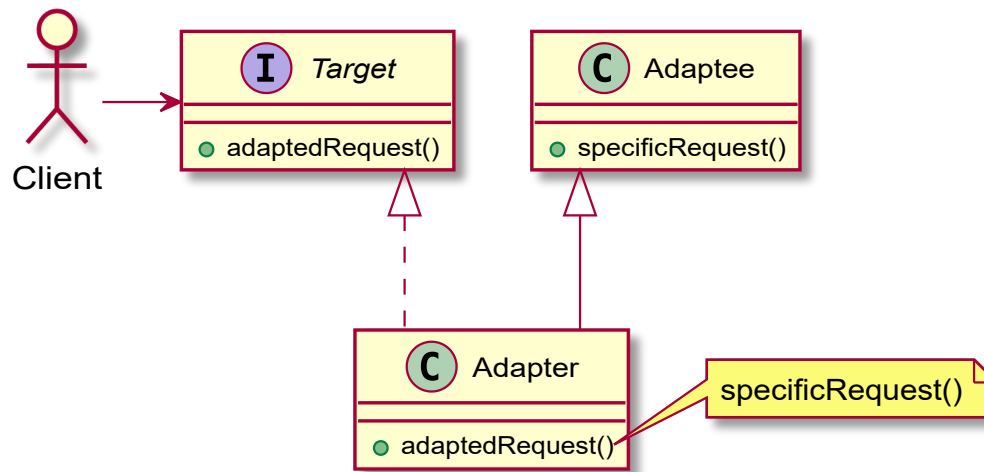 I Target
C Adaptee
adaptedRequest()
specificRequest()
Client
C Adapter
adaptedRequest()
specificRequest()